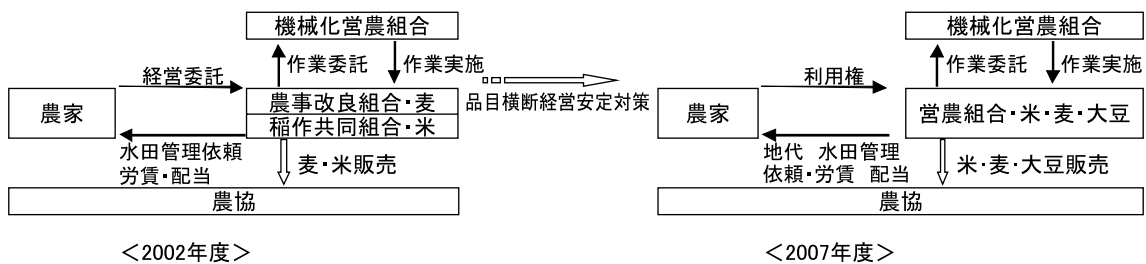 機械化営農組合
作業委託
作業実施
経営委託
農家
農事改良組合・麦
稲作共同組合・米
水田管理依頼
労賃・配当
麦・米販売
農協
＜2002年度＞
品目横断経営安定対策
機械化営農組合
作業委託
作業実施
利用権
農家
営農組合・米・麦・大豆
地代 水田管理
依頼・労賃 配当
米・麦・大豆販売
農協
＜2007年度＞